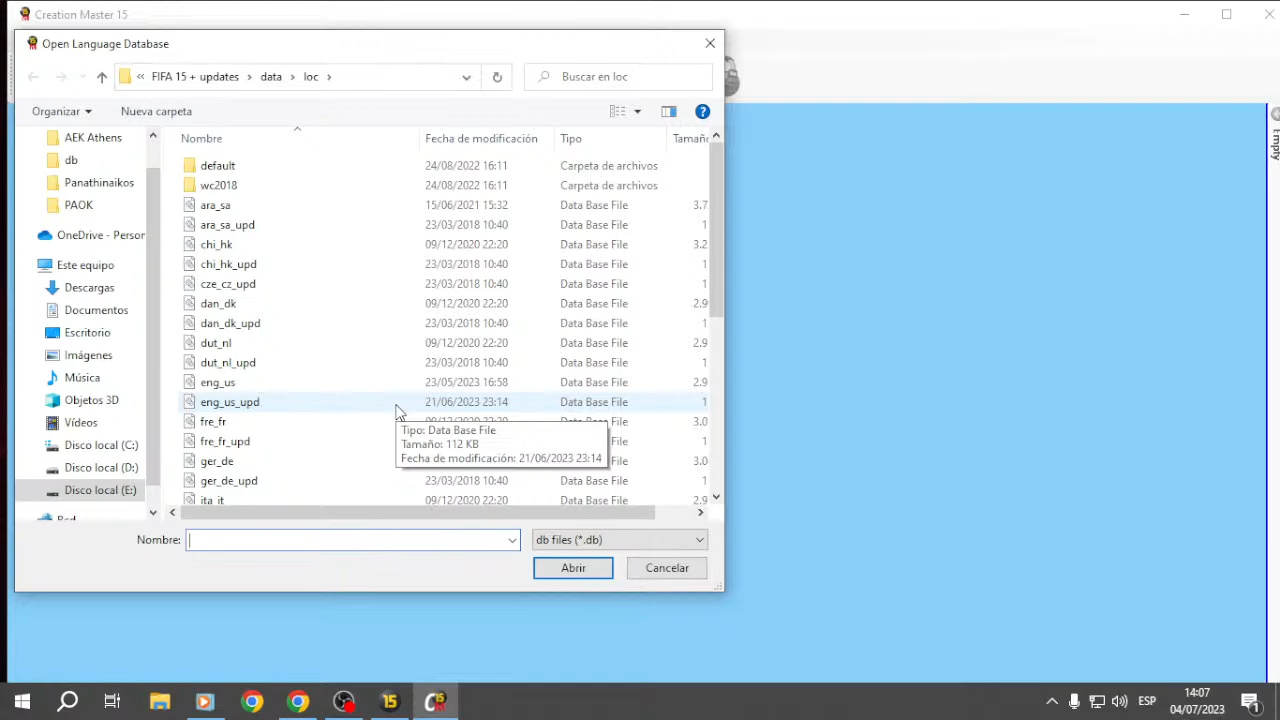 Creation Master 15
Open Language Database
« FIFA 15 + updates > data > loc >
Buscar en loc
Organizar
Nueva carpeta
AEK Athens
db
Panathinaikos
PAOK
OneDrive - Person
Este equipo
Descargas
Documentos
Escritorio
Imágenes
Música
Objetos 3D
Vídeos
Disco local (C:)
Disco local (D:)
Disco local (E:)
Nombre Fecha de modificación Tipo Tamaño
default 24/08/2022 16:11 Carpeta de archivos
wc2018 24/08/2022 16:11 Carpeta de archivos
ara_sa 15/06/2021 15:32 Data Base File 3.7
ara_sa_upd 23/03/2018 10:40 Data Base File 1
chi_hk 09/12/2020 22:20 Data Base File 3.2
chi_hk_upd 23/03/2018 10:40 Data Base File 1
cze_cz_upd 23/03/2018 10:40 Data Base File 1
dan_dk 09/12/2020 22:20 Data Base File 2.9
dan_dk_upd 23/03/2018 10:40 Data Base File 1
dut_nl 09/12/2020 22:20 Data Base File 2.9
dut_nl_upd 23/03/2018 10:40 Data Base File 1
eng_us 23/05/2023 16:58 Data Base File 2.9
eng_us_upd 21/06/2023 23:14 Data Base File 1
fre_fr 09/12/2020 22:20 Data Base File 3.0
fre_fr_upd 1
ger_de 3.0
ger_de_upd 23/03/2018 10:40 Data Base File 1
ita_it 09/12/2020 22:20 Data Base File 2.9
Tipo: Data Base File
Tamaño: 112 KB
Fecha de modificación: 21/06/2023 23:14
Nombre:
db files (*.db)
Abrir
Cancelar
Empty
15
15
ESP
14:07
04/07/2023
1